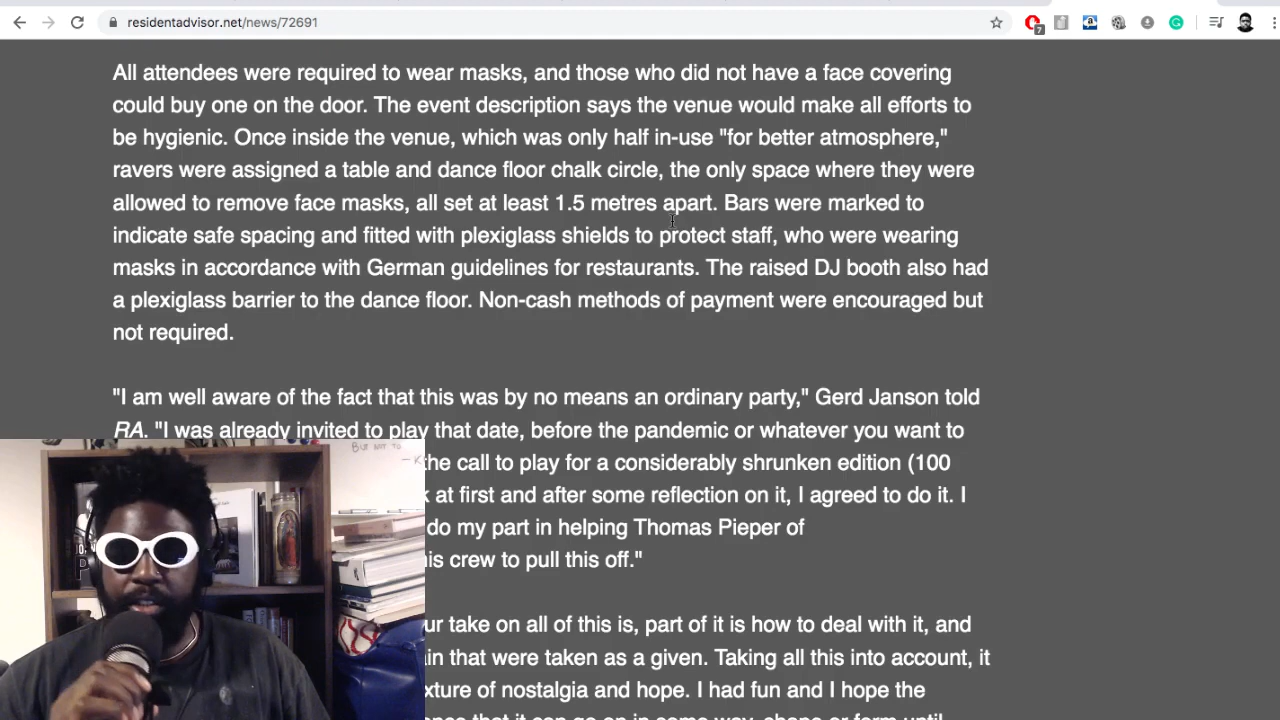 residentadvisor.net/news/72691
7
All attendees were required to wear masks, and those who did not have a face covering
could buy one on the door. The event description says the venue would make all efforts to
be hygienic. Once inside the venue, which was only half in-use "for better atmosphere,"
ravers were assigned a table and dance floor chalk circle, the only space where they were
allowed to remove face masks, all set at least 1.5 metres apart. Bars were marked to
indicate safe spacing and fitted with plexiglass shields to protect staff, who were wearing
masks in accordance with German guidelines for restaurants. The raised DJ booth also had
a plexiglass barrier to the dance floor. Non-cash methods of payment were encouraged but
not required.
"I am well aware of the fact that this was by no means an ordinary party," Gerd Janson told
RA. "I was already invited to play that date, before the pandemic or whatever you want to
the call to play for a considerably shrunken edition (100
at first and after some reflection on it, I agreed to do it. I
do my part in helping Thomas Pieper of
crew to pull this off."
take on all of this is, part of it is how to deal with it, and
that were taken as a given. Taking all this into account, it
of nostalgia and hope. I had fun and I hope the
that it can go on in some way, shape or form until